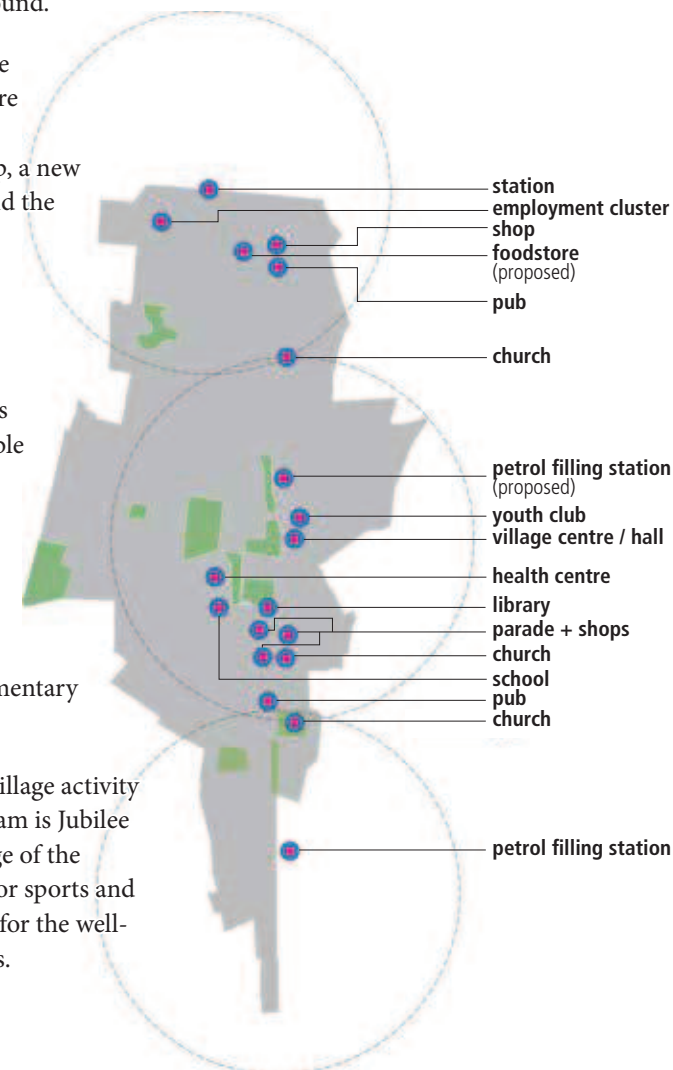 ound.
e
re
o, a new
d the
s
ble
mentary
illage activity
am is Jubilee
ge of the
or sports and
for the well-
s.
station
employment cluster
shop
foodstore
(proposed)
pub
church
petrol filling station
(proposed)
youth club
village centre / hall
health centre
library
parade + shops
church
school
pub
church
petrol filling station